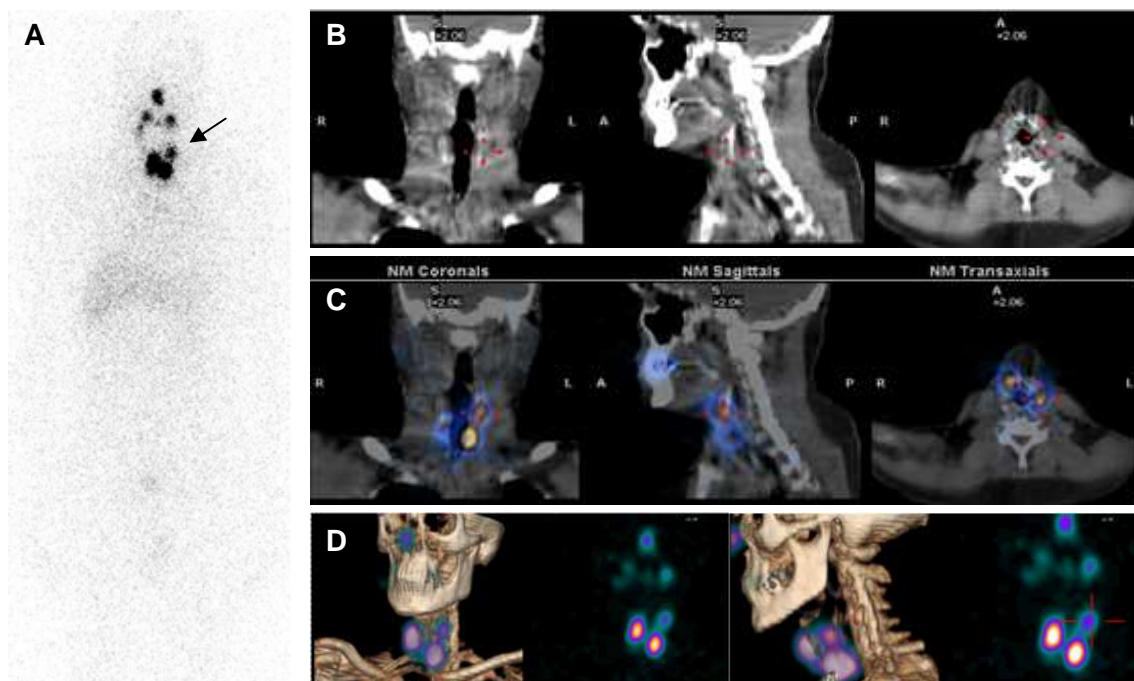 A
B
S
×2.06
S
×2.06
A
×2.06
R
L
A
P
R
L
C
NM Coronals
NM Sagittals
NM Transaxials
S
×2.06
S
×2.06
A
×2.06
R
L
A
P
R
L
D